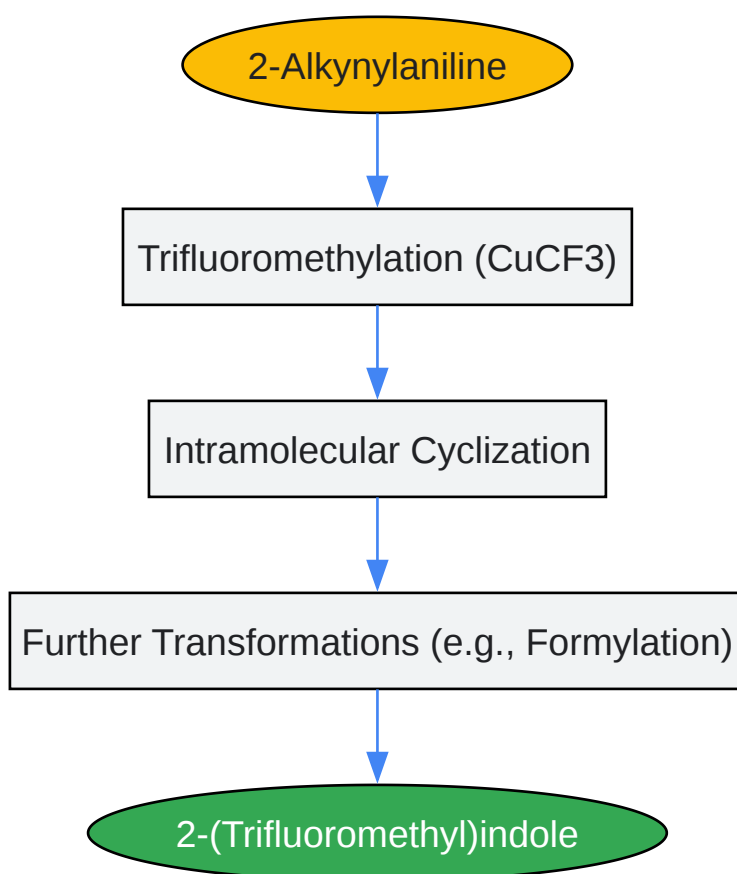 2-Alkynylaniline
Trifluoromethylation (CuCF3)
Intramolecular Cyclization
Further Transformations (e.g., Formylation)
2-(Trifluoromethyl)indole